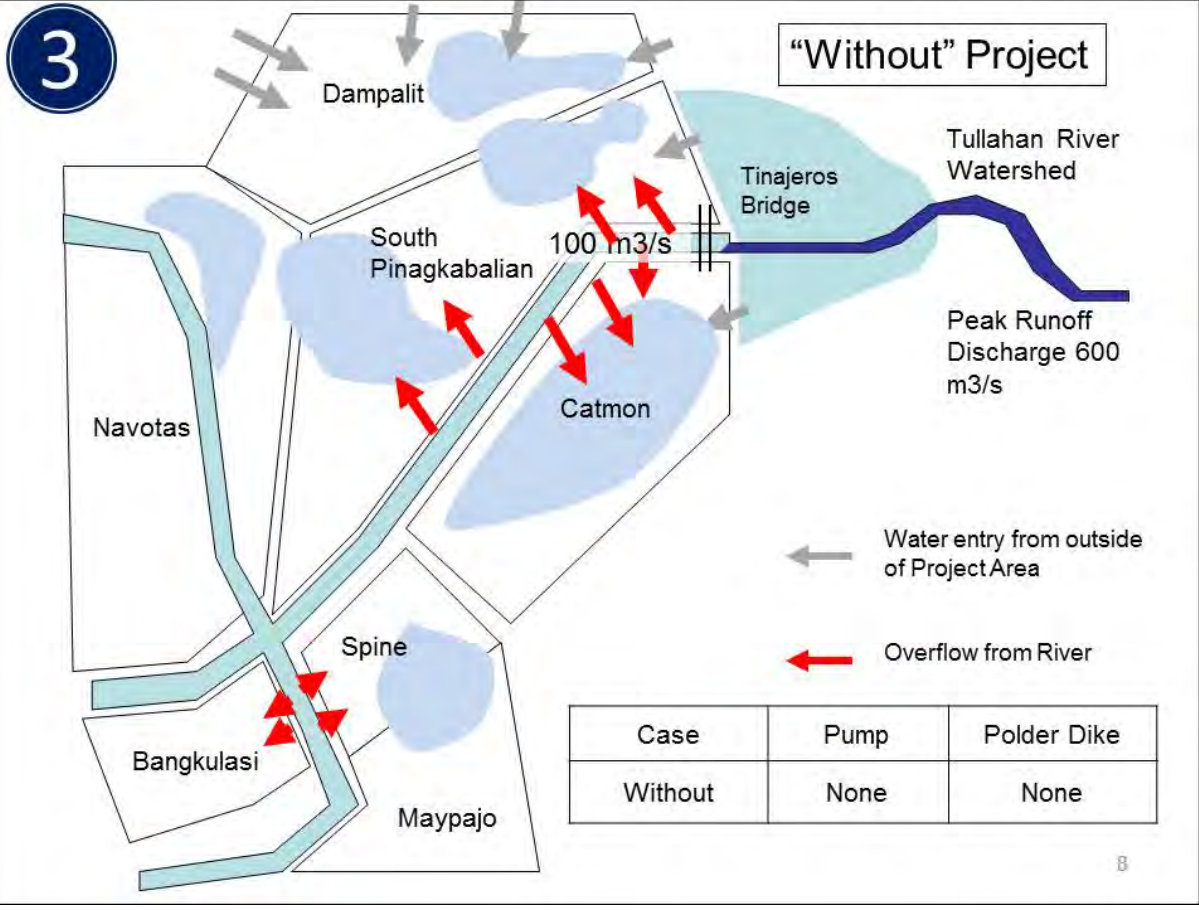 3
“Without” Project
Dampalit
Tullahan River
Watershed
Tinajeros
Bridge
South
Pinagkabalian
100 m3/s
Peak Runoff
Discharge 600
m3/s
Catmon
Navotas
Water entry from outside
of Project Area
Spine
Overflow from River
Bangkulasi
Maypajo
Case Pump Polder Dike
Without None None
8